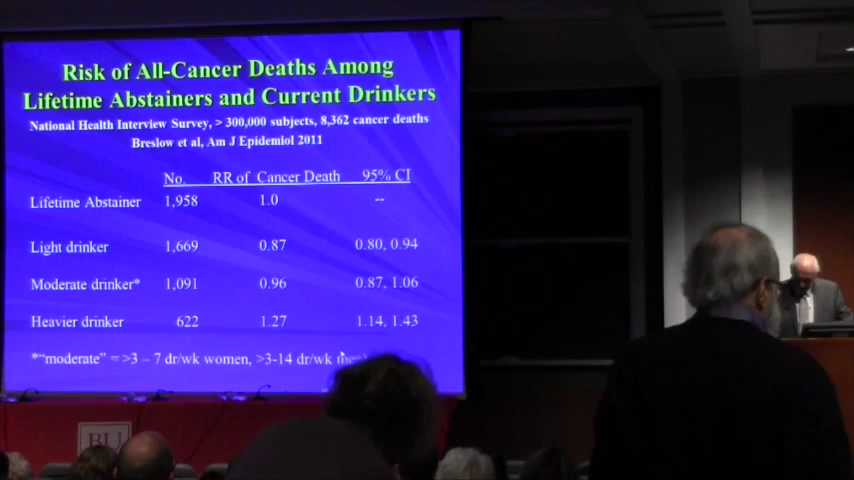 Risk of All-Cancer Deaths Among
Lifetime Abstainers and Current Drinkers
National Health Interview Survey, > 300,000 subjects, 8,362 cancer deaths
Breslow et al, Am J Epidemiol 2011
No. RR of Cancer Death 95% CI
Lifetime Abstainer 1,958 1.0 --
Light drinker 1,669 0.87 0.80, 0.94
Moderate drinker* 1,091 0.96 0.87, 1.06
Heavier drinker 622 1.27 1.14, 1.43
*“moderate” = >3 – 7 dr/wk women, >3-14 dr/wk
BU